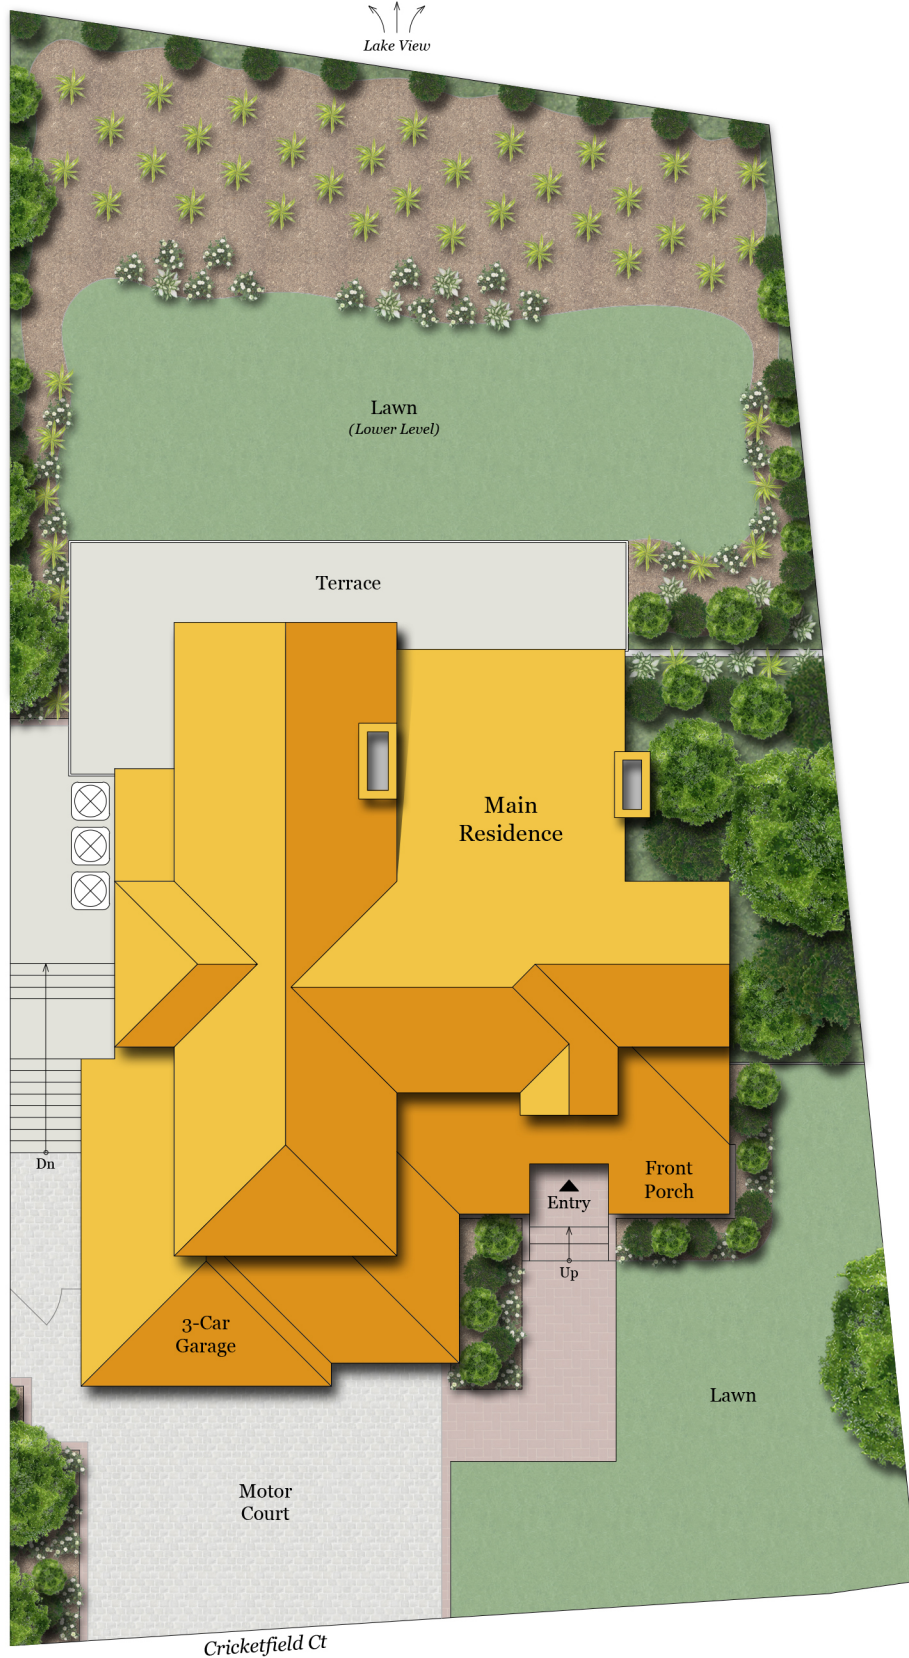 Lake View
Lawn
(Lower Level)
Terrace
Main
Residence
Dn
Front
Porch
Entry
Up
3-Car
Garage
Lawn
Motor
Court
Cricketfield Ct